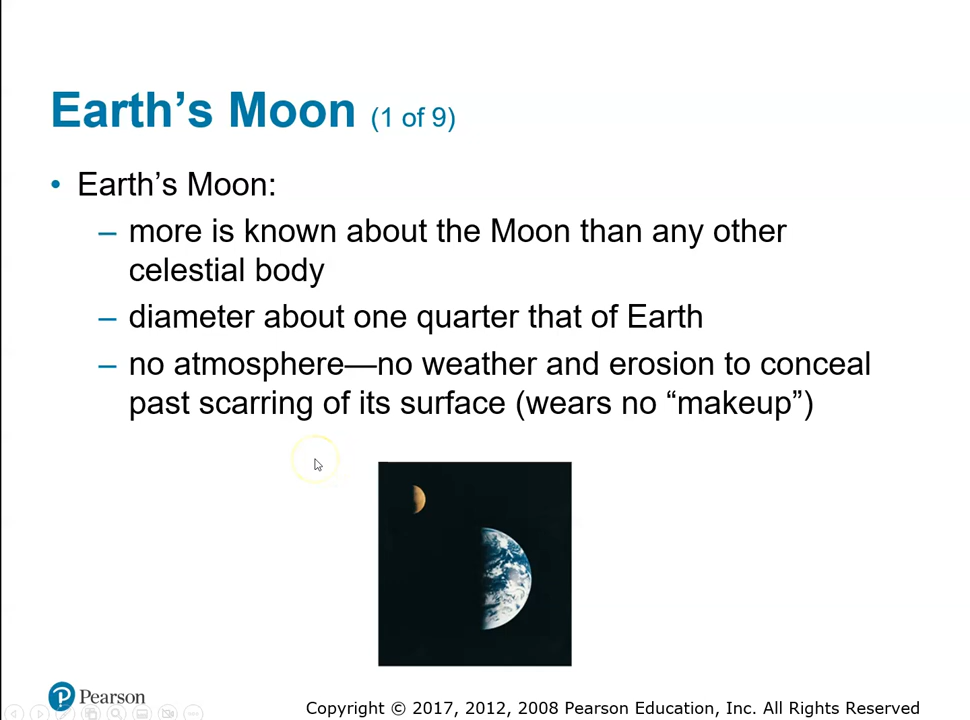 Earth’s Moon (1 of 9)
• Earth’s Moon:
– more is known about the Moon than any other
celestial body
– diameter about one quarter that of Earth
– no atmosphere—no weather and erosion to conceal
past scarring of its surface (wears no “makeup”)
P Pearson
Copyright © 2017, 2012, 2008 Pearson Education, Inc. All Rights Reserved